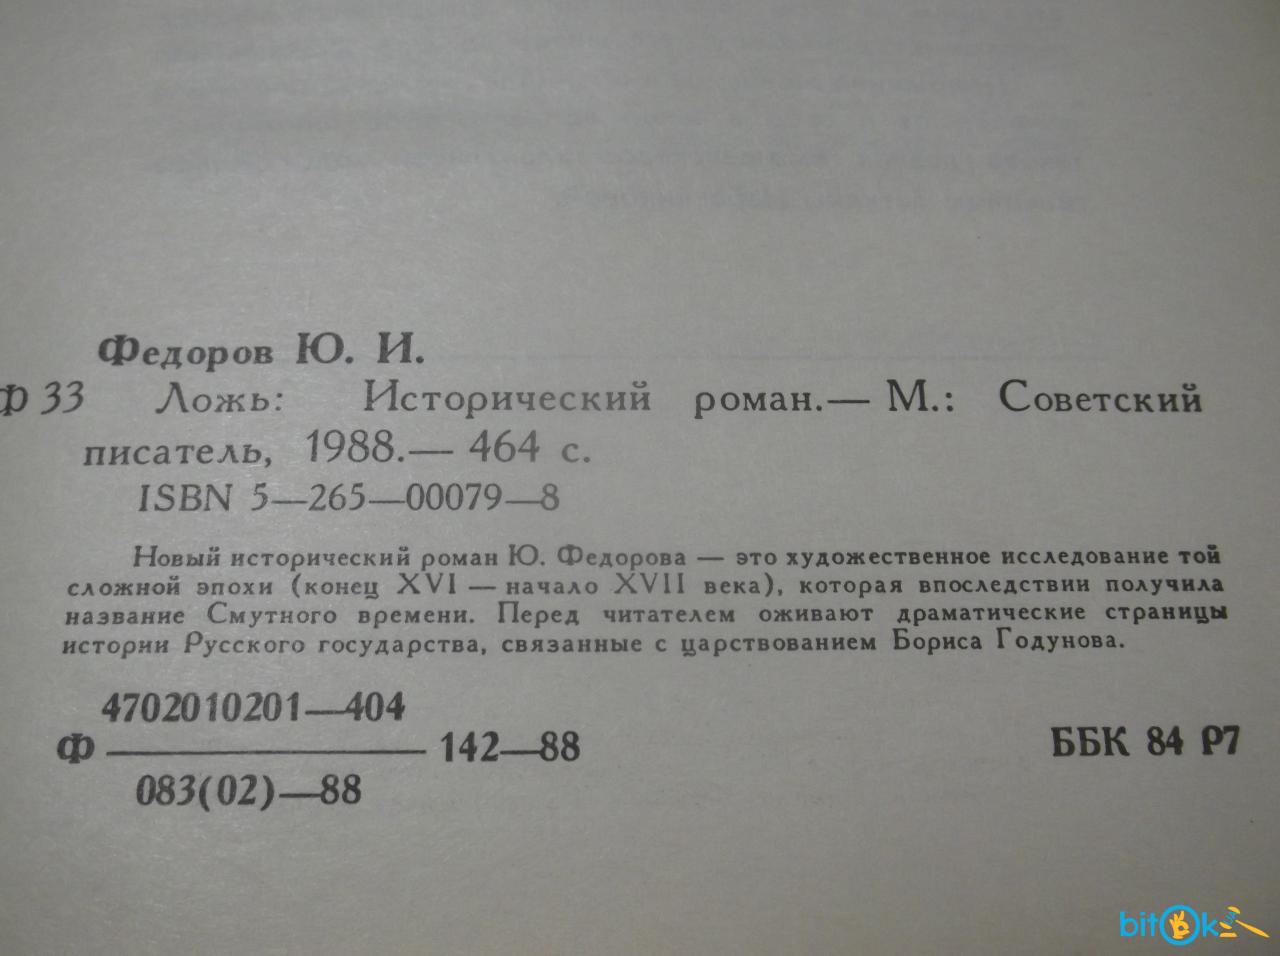 Федоров Ю. И.
Ф 33 Ложь: Исторический роман.— М.: Советский
писатель, 1988.— 464 с.
ISBN 5—265—00079—8
Новый исторический роман Ю. Федорова — это художественное исследование той
сложной эпохи (конец XVI — начало XVII века), которая впоследствии получила
название Смутного времени. Перед читателем оживают драматические страницы
истории Русского государства, связанные с царствованием Бориса Годунова.
4702010201—404
Ф ———— 142—88
083(02)—88
ББК 84 Р7
bitOk